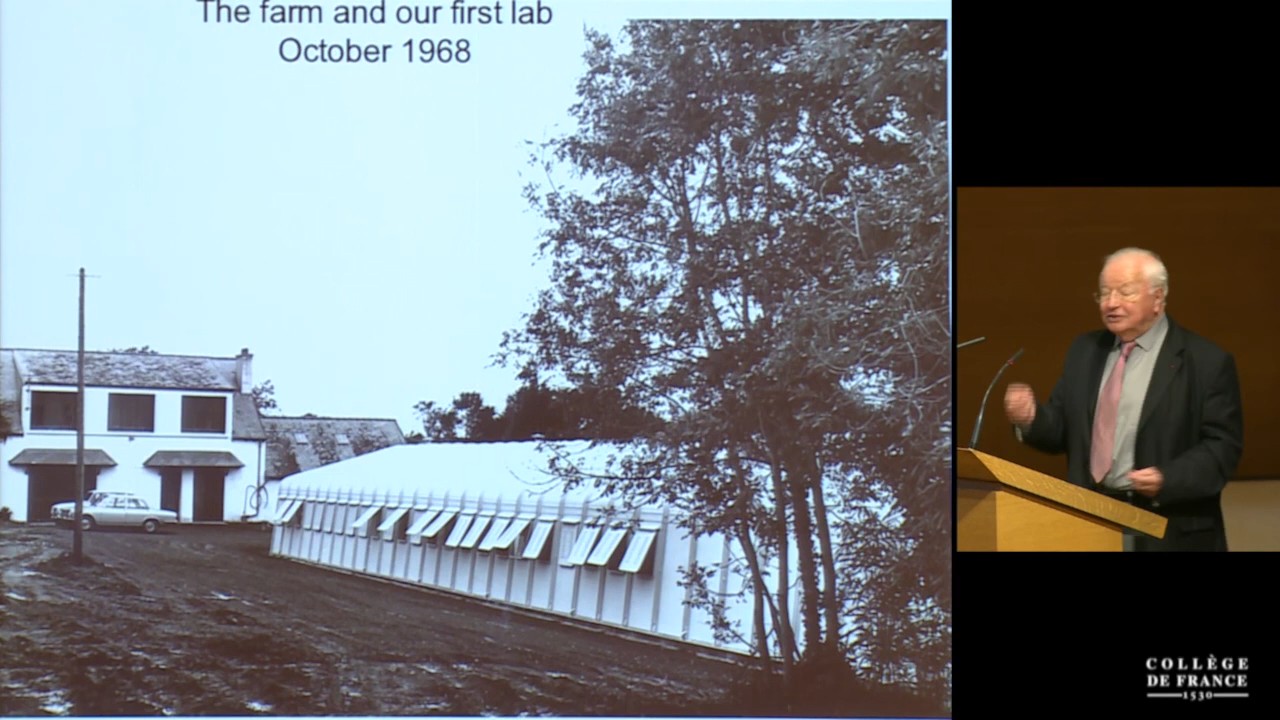 The farm and our first lab
October 1968
COLLÈGE
DE FRANCE
1530